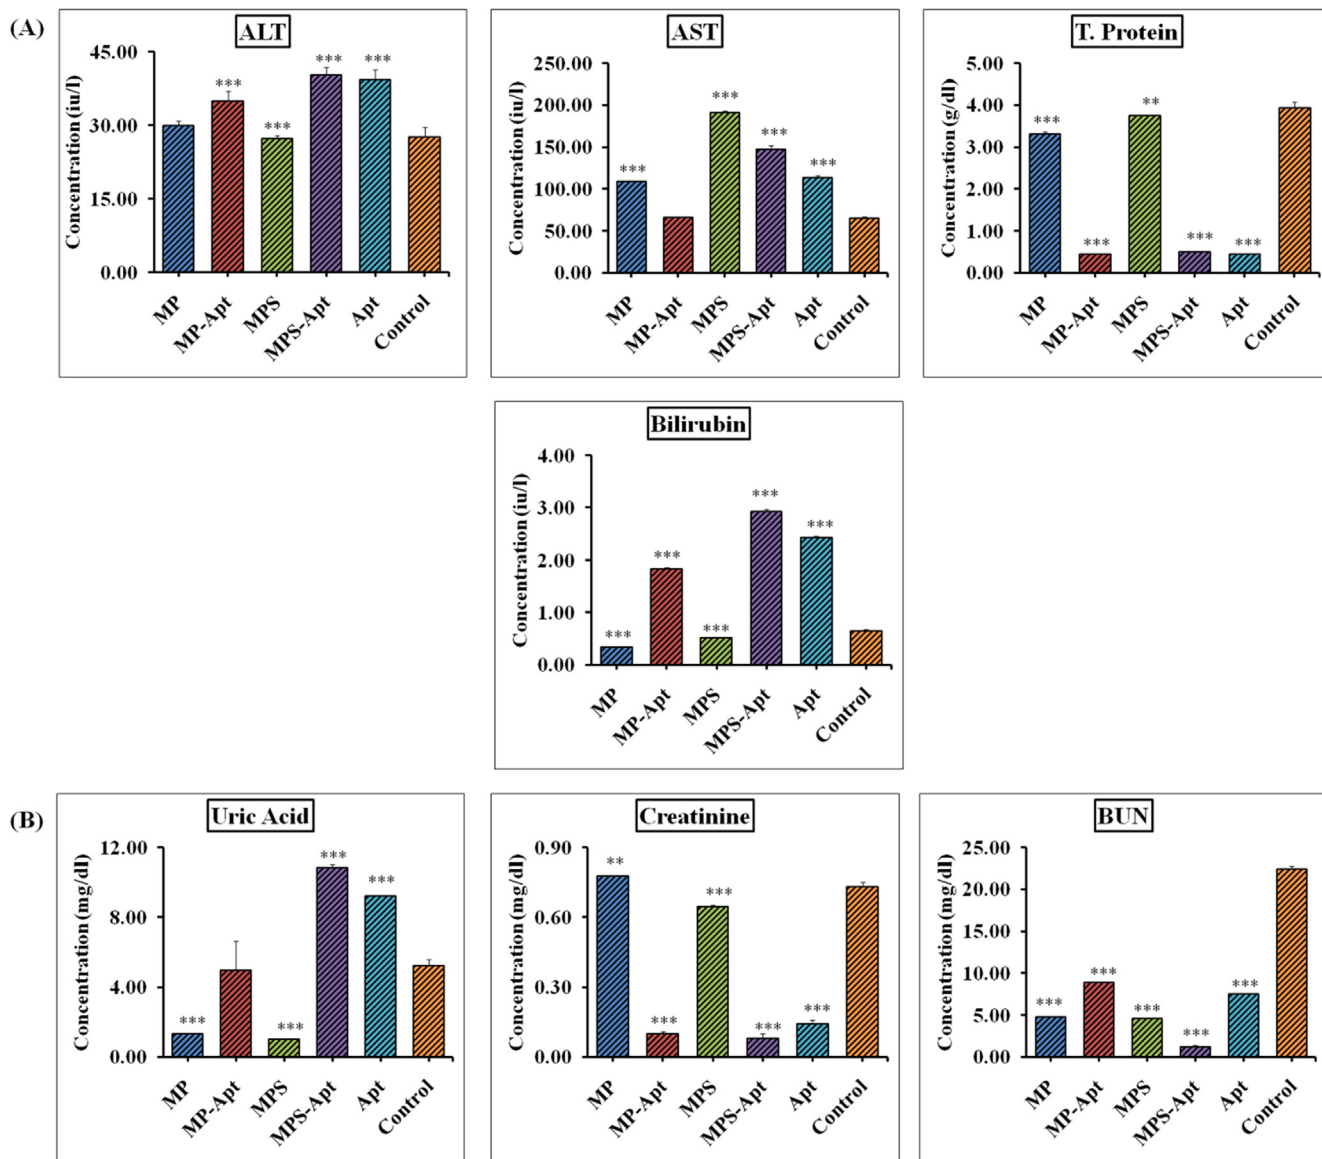 (A)
ALT
Concentration (iu/l)
45.00
30.00
15.00
0.00
***
***
***
***
MP
MP-Apt
MPS
MPS-Apt
Apt
Control
AST
Concentration (iu/l)
250.00
200.00
150.00
100.00
50.00
0.00
***
***
***
***
MP
MP-Apt
MPS
MPS-Apt
Apt
Control
T. Protein
Concentration (g/dl)
5.00
4.00
3.00
2.00
1.00
0.00
***
***
**
***
***
MP
MP-Apt
MPS
MPS-Apt
Apt
Control
Bilirubin
Concentration (iu/l)
4.00
3.00
2.00
1.00
0.00
***
***
***
***
***
MP
MP-Apt
MPS
MPS-Apt
Apt
Control
(B)
Uric Acid
Concentration (mg/dl)
12.00
8.00
4.00
0.00
***
***
***
***
MP
MP-Apt
MPS
MPS-Apt
Apt
Control
Creatinine
Concentration (mg/dl)
0.90
0.60
0.30
0.00
**
***
***
***
***
MP
MP-Apt
MPS
MPS-Apt
Apt
Control
BUN
Concentration (mg/dl)
25.00
20.00
15.00
10.00
5.00
0.00
***
***
***
***
***
MP
MP-Apt
MPS
MPS-Apt
Apt
Control